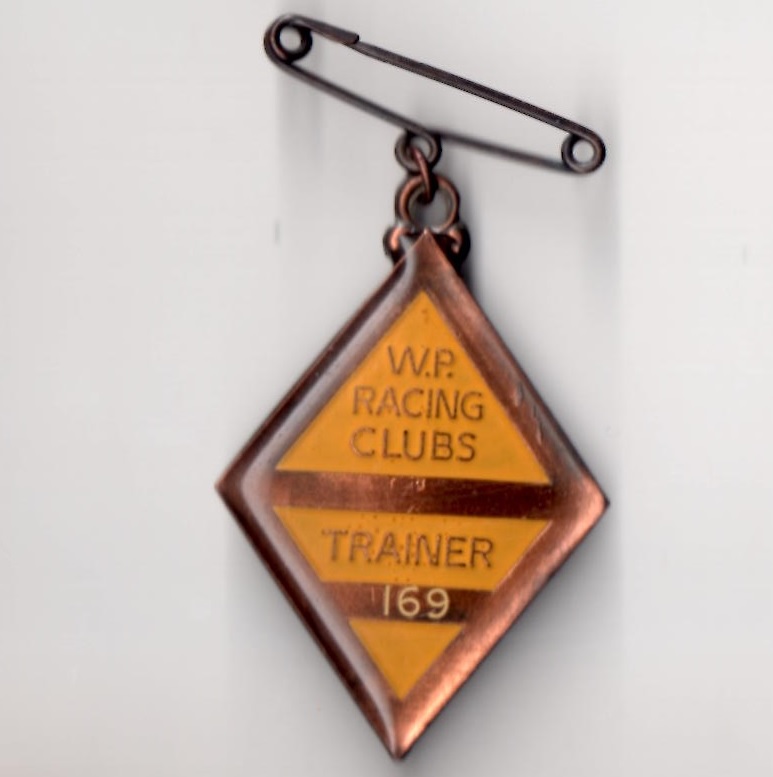 W.P.
RACING
CLUBS
TRAINER
169